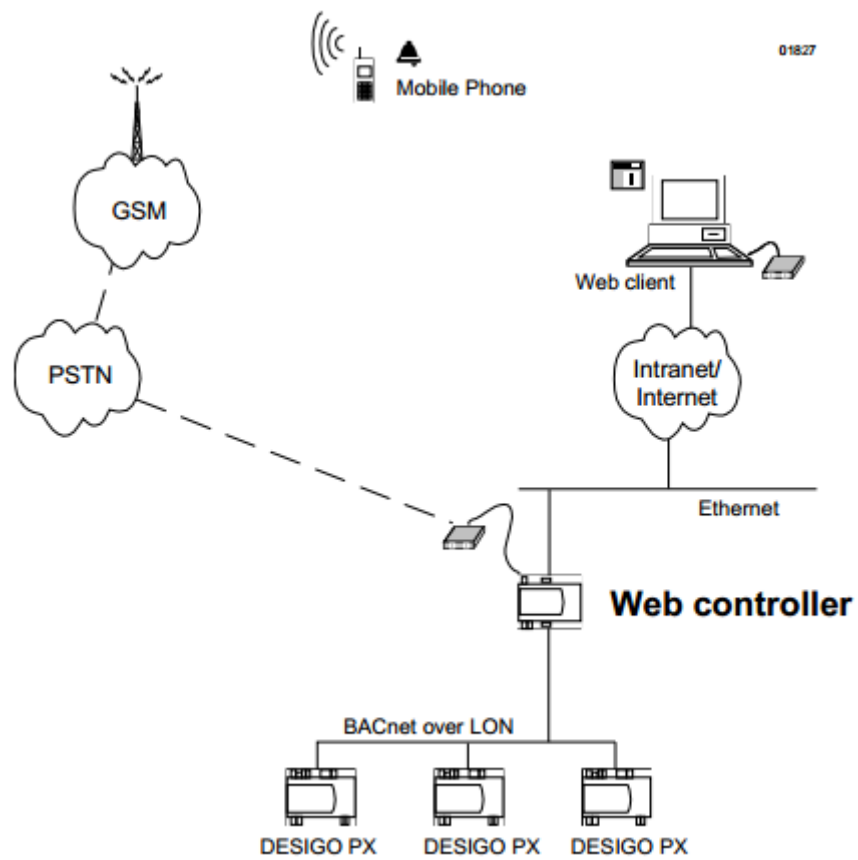 01827
Mobile Phone
GSM
Web client
PSTN
Intranet/
Internet
Ethernet
Web controller
BACnet over LON
DESIGO PX
DESIGO PX
DESIGO PX